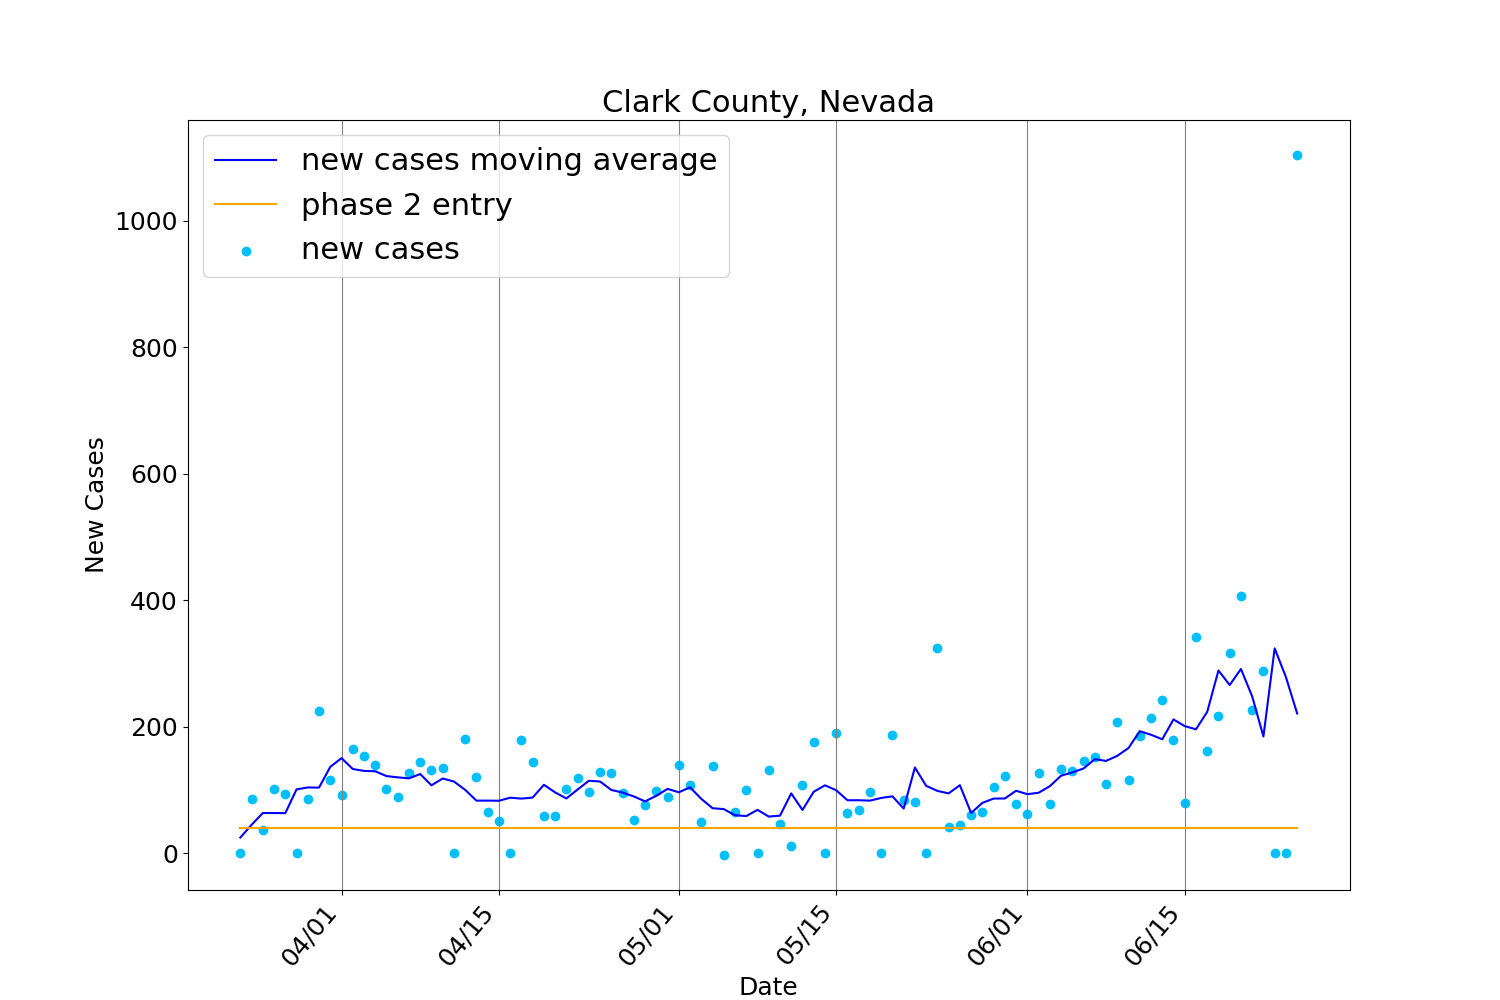 Clark County, Nevada
new cases moving average
phase 2 entry
new cases
1000
800
600
400
200
0
New Cases
04/01
04/15
05/01
05/15
06/01
06/15
Date